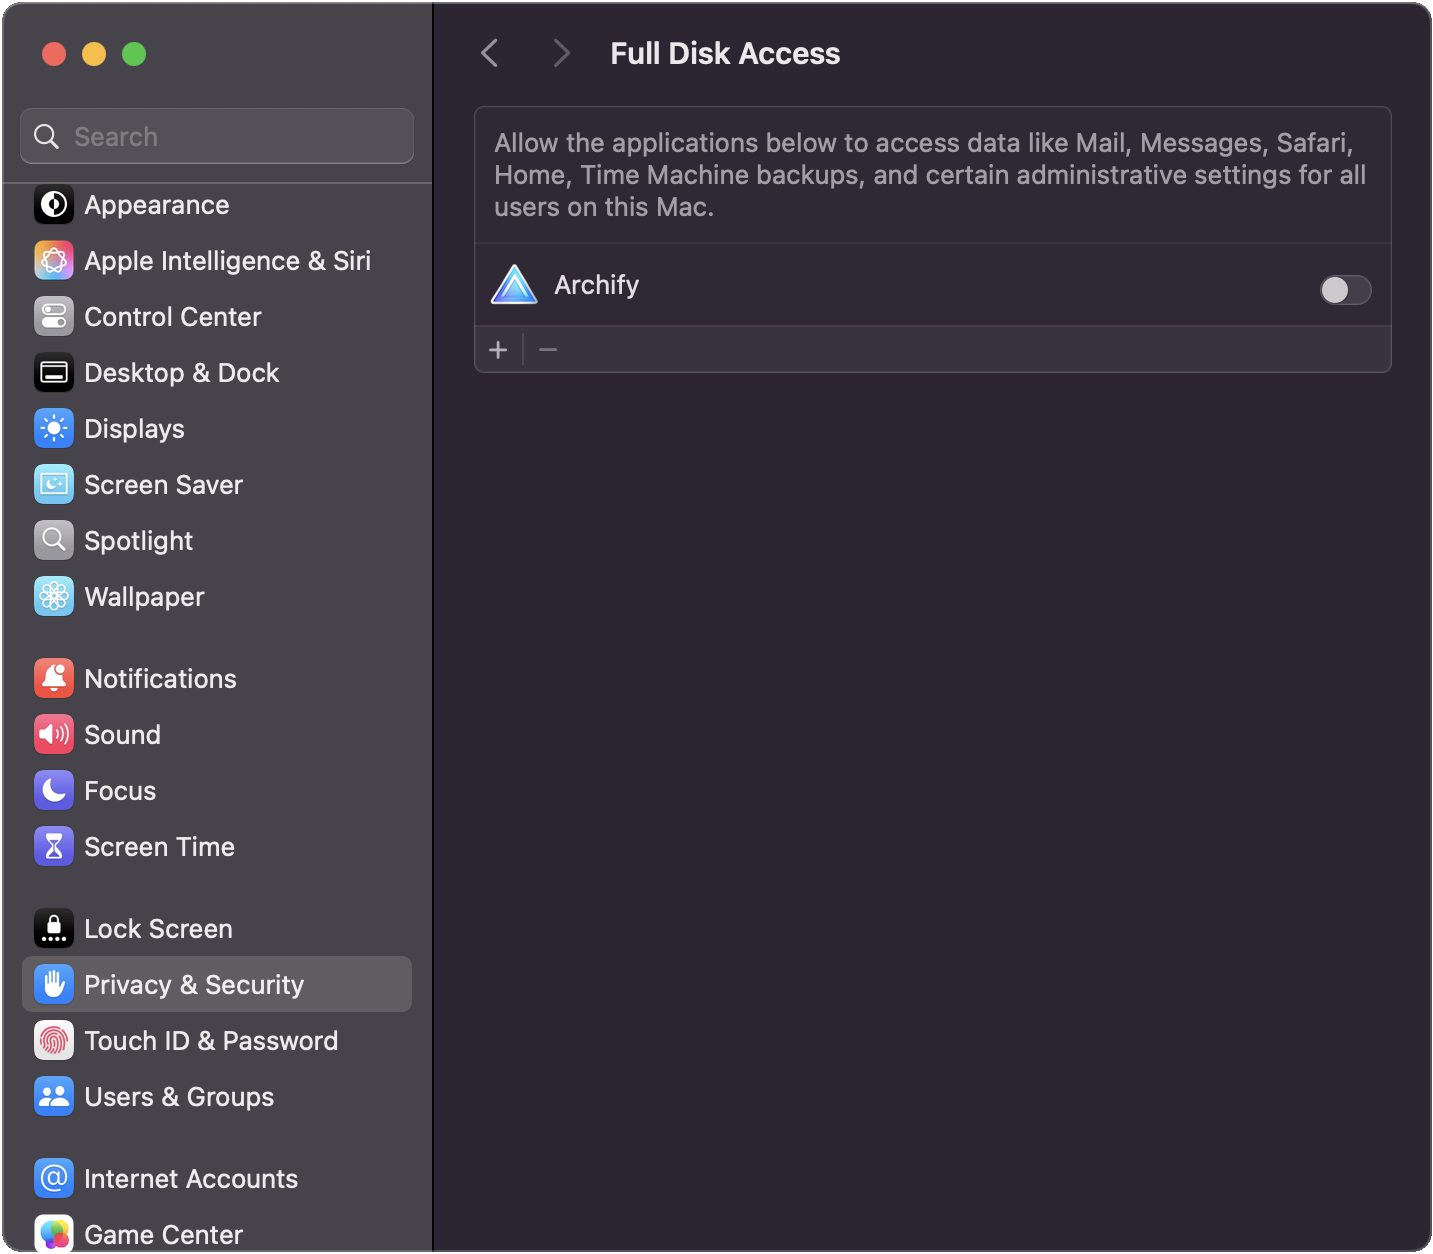 Search
Appearance
Apple Intelligence & Siri
Control Center
Desktop & Dock
Displays
Screen Saver
Spotlight
Wallpaper
Notifications
Sound
Focus
Screen Time
Lock Screen
Privacy & Security
Touch ID & Password
Users & Groups
Internet Accounts
Game Center
Full Disk Access
Allow the applications below to access data like Mail, Messages, Safari,
Home, Time Machine backups, and certain administrative settings for all
users on this Mac.
Archify